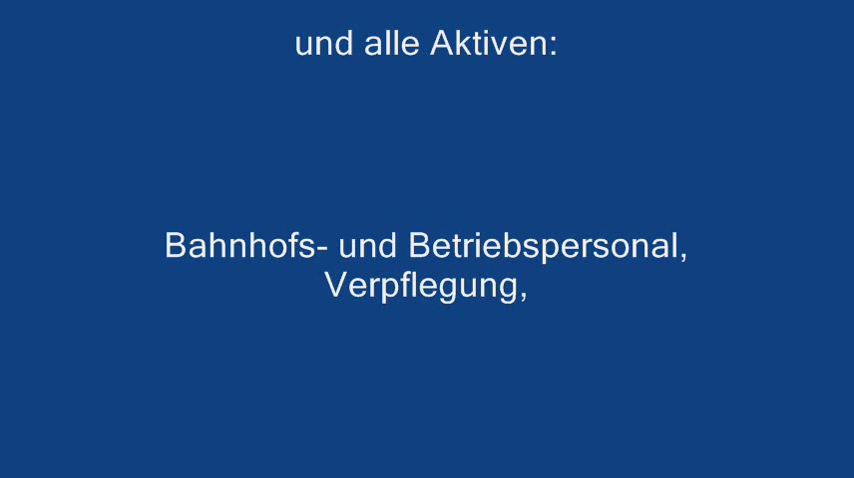 und alle Aktiven:
Bahnhofs- und Betriebspersonal,
Verpflegung,